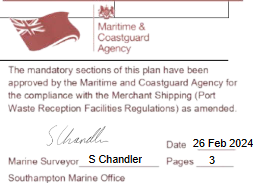 Maritime &
Coastguard
Agency
The mandatory sections of this plan have been
approved by the Maritime and Coastguard Agency for
the compliance with the Merchant Shipping (Port
Waste Reception Facilities Regulations) as amended.
S Chandler
Date 26 Feb 2024
Marine Surveyor S Chandler Pages 3
Southampton Marine Office